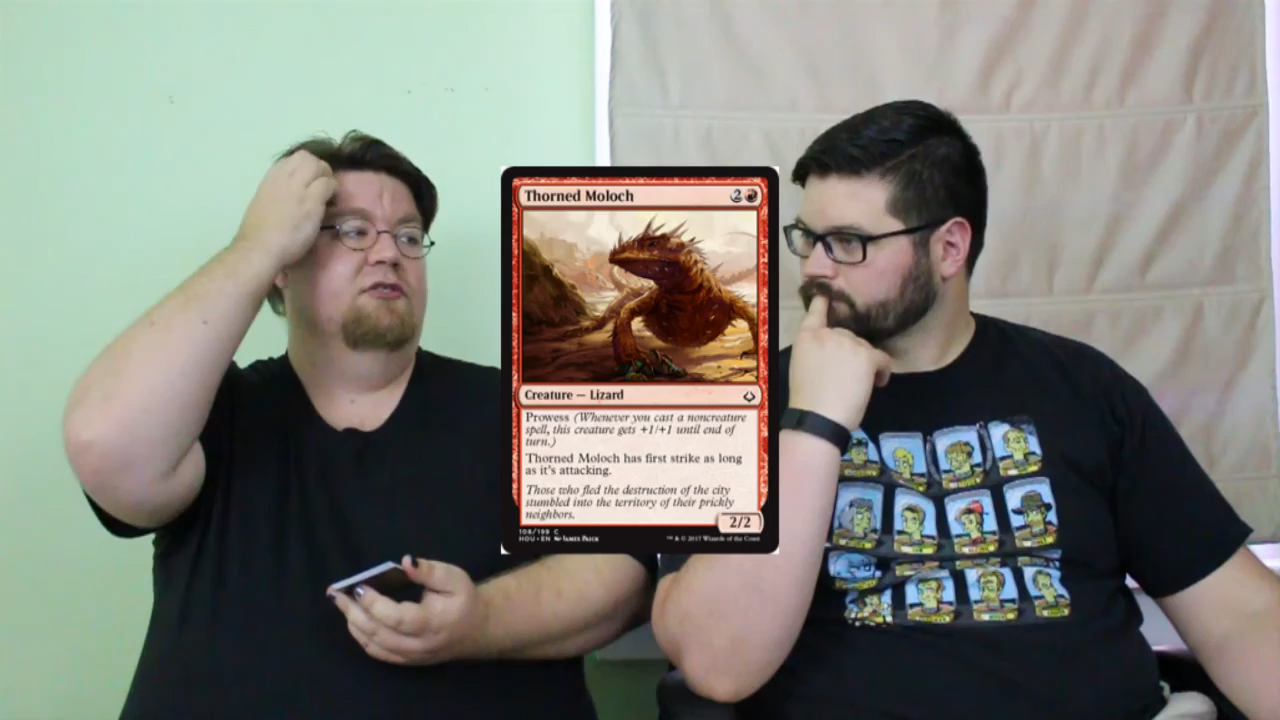 Thorned Moloch 2
Creature — Lizard
Prowess (Whenever you cast a noncreature
spell, this creature gets +1/+1 until end of
turn.)
Thorned Moloch has first strike as long
as it's attacking.
Those who fled the destruction of the city
stumbled into the territory of their prickly
neighbors.
2/2
108/199 C
HOU • EN James Paick ™ & © 2017 Wizards of the Coast